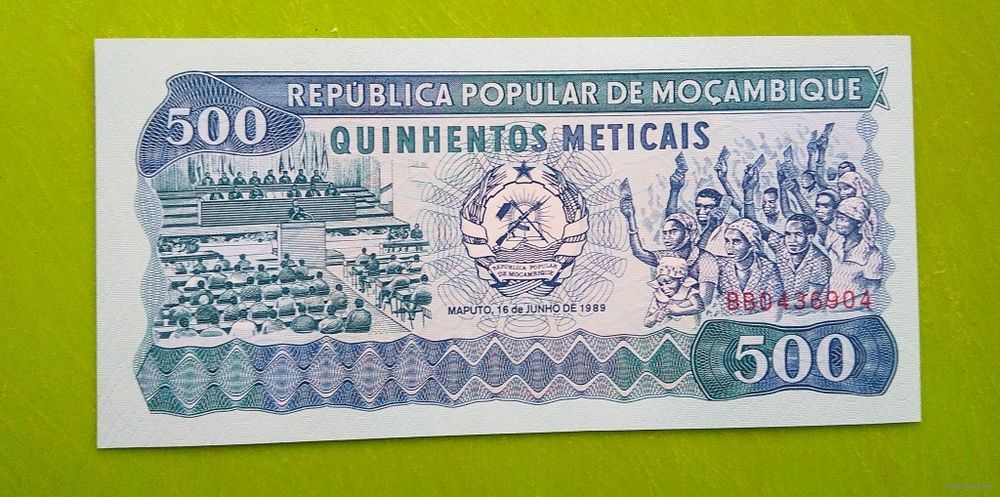 REPÚBLICA POPULAR DE MOÇAMBIQUE
500
QUINHENTOS METICAIS
REPÚBLICA POPULAR
DE MOÇAMBIQUE
MAPUTO, 16 de JUNHO DE 1989
BB0436904
500